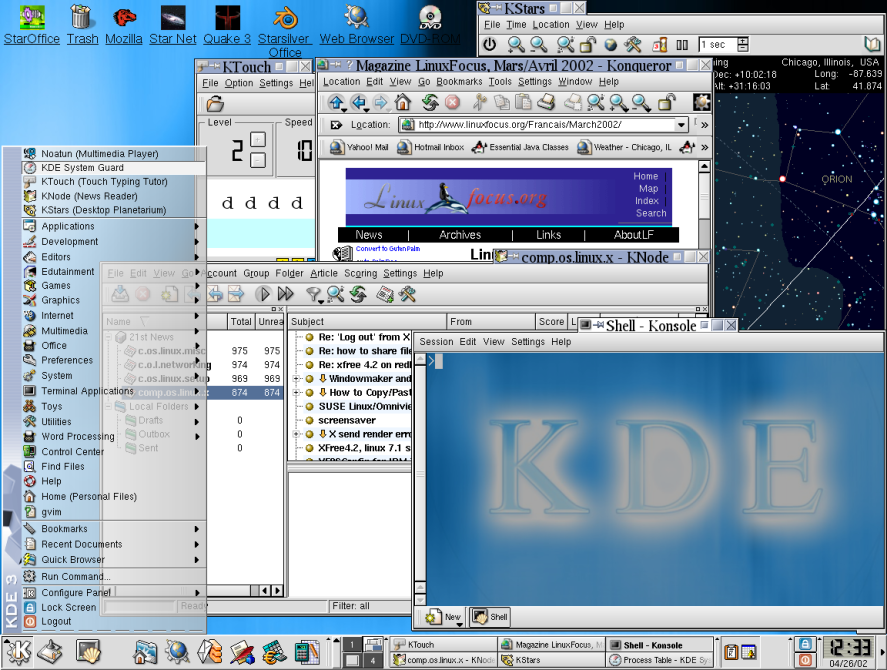 StarOffice
Trash
Mozilla
Star Net
Quake 3
Starsilver Office
Web Browser
DVD-ROM
KStars
File Time Location View Help
1 sec
Chicago, Illinois, USA
Dec: +10:02:18
Long: -87.639
Alt: +31:16:03
Lat: 41.874
ORION
KTouch
File Option Settings
Level
Speed
2
10
d d d d
Magazine LinuxFocus, Mars/Avril 2002 - Konqueror
Location Edit View Go Bookmarks Tools Settings Window Help
Location: http://www.linuxfocus.org/Francais/March2002/
Yahoo! Mail
Hotmail Inbox
Essential Java Classes
Weather - Chicago, IL
Linux focus.org
Home |
Map |
Index |
Search
News | Archives | Links | AboutLF
Convert to GutenPalm
comp.os.linux.x - KNode
File Edit View Go Account Group Folder Article Scoring Settings Help
Name Total
21st News
c.os.linux.misc 975 975
c.o.l.networking 974 974
c.os.linux.setup 969 969
comp.os.linux.x 874 874
Local Folders
Drafts 0
Outbox 0
Sent 0
Subject From Score
Re: 'Log out' from X
Re: how to share
Re: xfree 4.2 on
Windowmaker and
How to Copy/Past
SUSE Linux/Omnivie
screensaver
X send render erro
XFree4.2, linux 7.1 s
Ready
Filter: all
Shell - Konsole
Session Edit View Settings Help
>
KDE
New
Shell
Noatun (Multimedia Player)
KDE System Guard
KTouch (Touch Typing Tutor)
KNode (News Reader)
KStars (Desktop Planetarium)
Applications
Development
Editors
Edutainment
Games
Graphics
Internet
Multimedia
Office
Preferences
System
Terminal Applications
Toys
Utilities
Word Processing
Control Center
Find Files
Help
Home (Personal Files)
gvim
Bookmarks
Recent Documents
Quick Browser
Run Command...
Configure Panel
Lock Screen
Logout
KDE 3
1
4
KTouch
Magazine LinuxFocus, M
Shell - Konsole
comp.os.linux.x - KNode
KStars
Process Table - KDE Sy
12:33
04/26/02